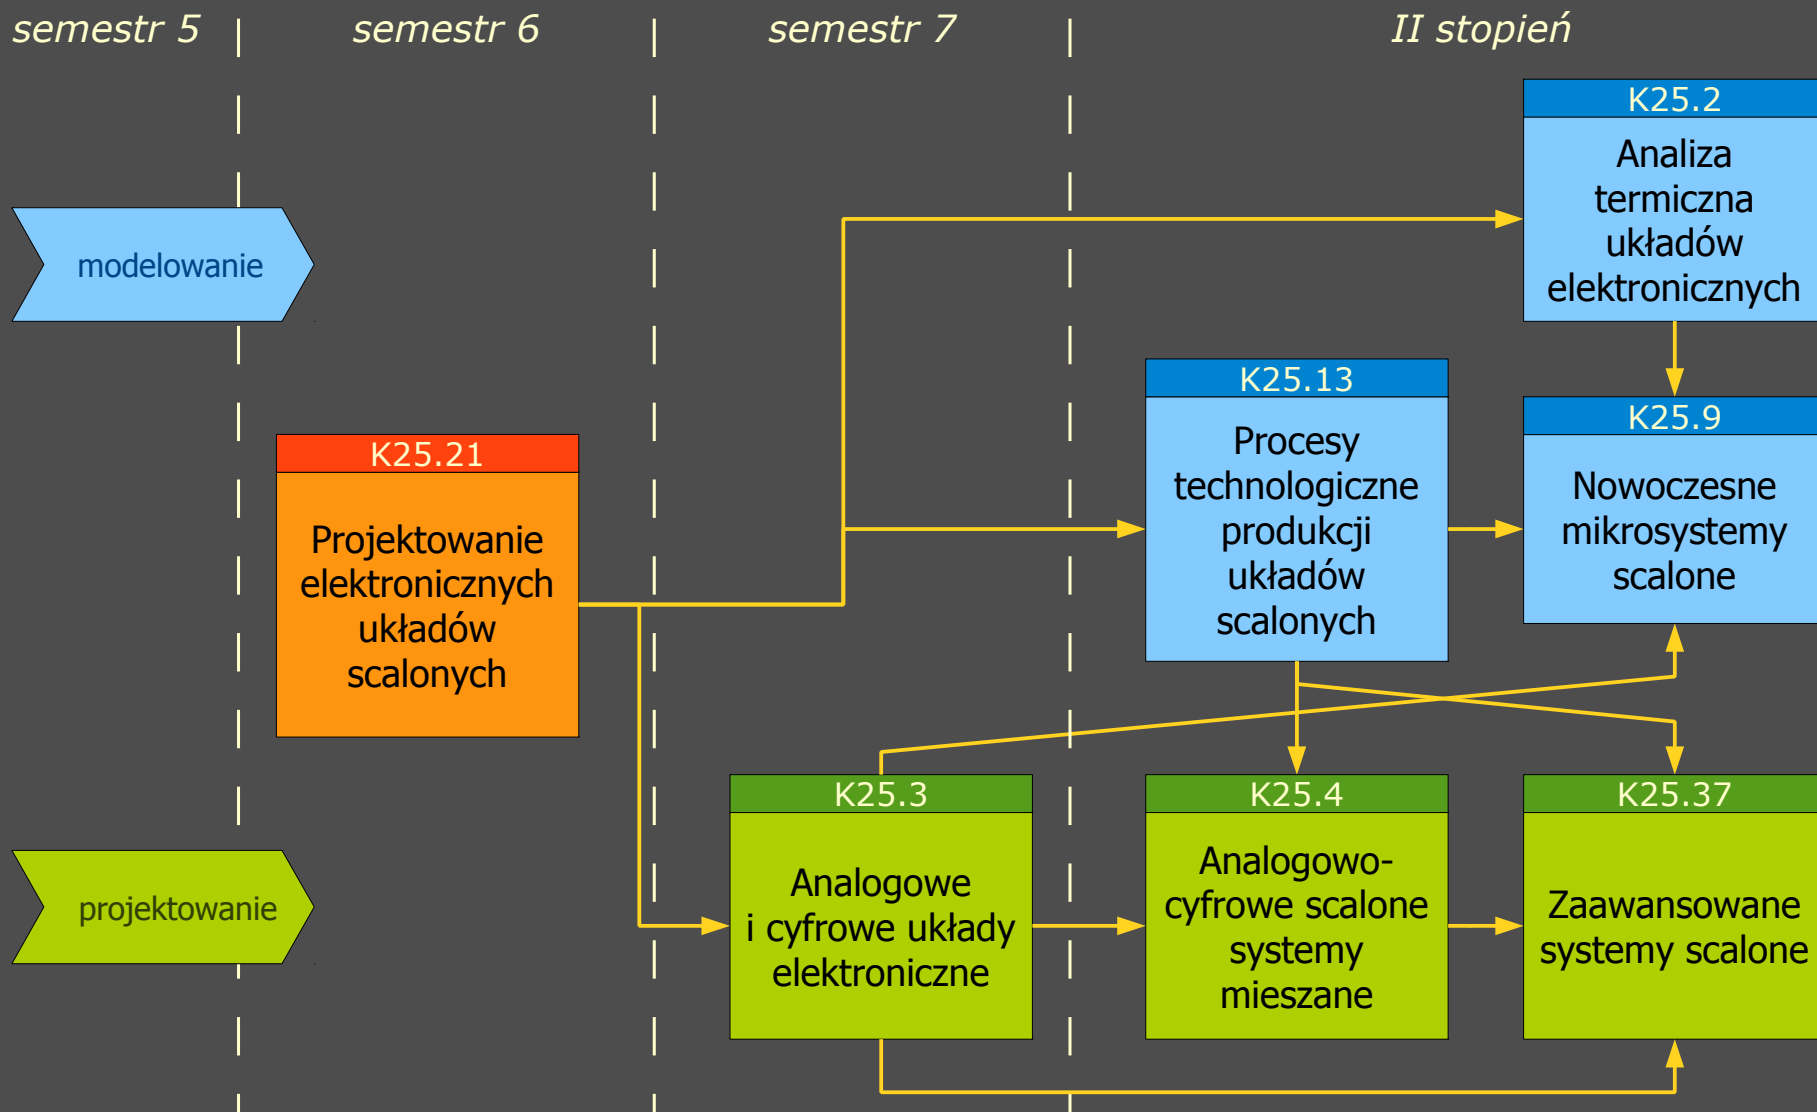 semestr 5
semestr 6
semestr 7
II stopień
K25.2
Analiza
termiczna
układów
elektronicznych
modelowanie
K25.13
Procesy
technologiczne
produkcji
układów
scalonych
K25.9
Nowoczesne
mikrosystemy
scalone
K25.21
Projektowanie
elektronicznych
układów
scalonych
projektowanie
K25.3
Analogowe
i cyfrowe układy
elektroniczne
K25.4
Analogowo-
cyfrowe scalone
systemy
mieszane
K25.37
Zaawansowane
systemy scalone